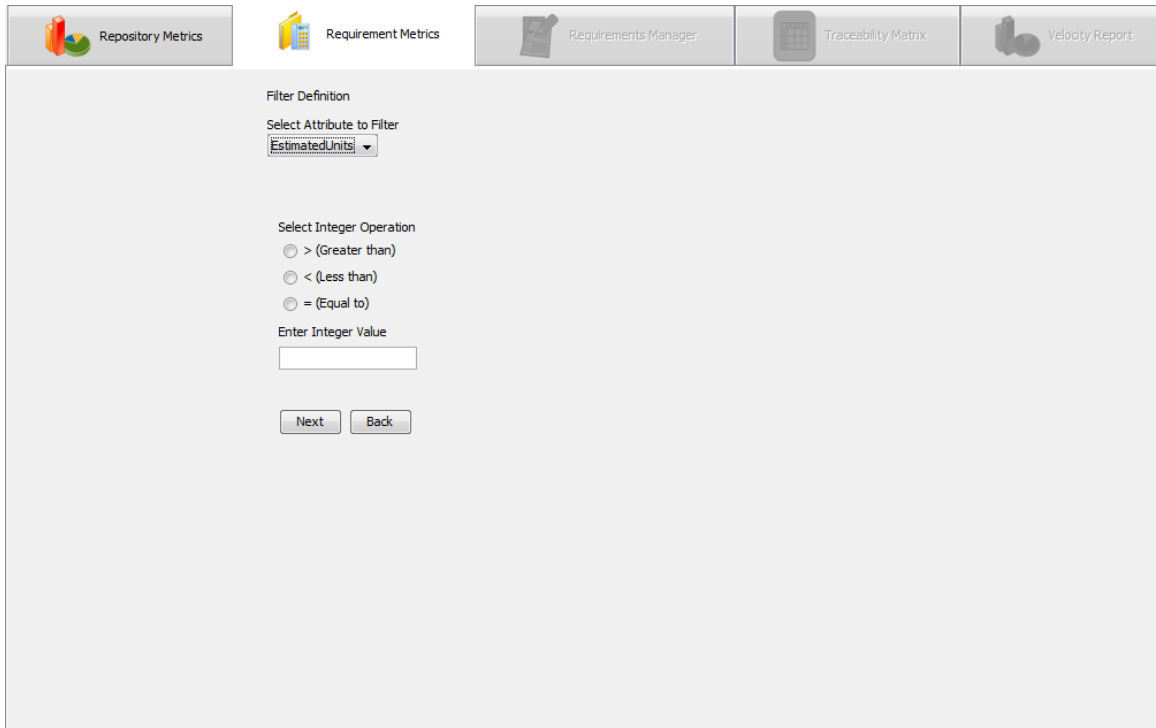 Repository Metrics
Requirement Metrics
Requirements Manager
Traceability Matrix
Velocity Report
Filter Definition
Select Attribute to Filter
EstimatedUnits
Select Integer Operation
> (Greater than)
< (Less than)
= (Equal to)
Enter Integer Value
Next
Back